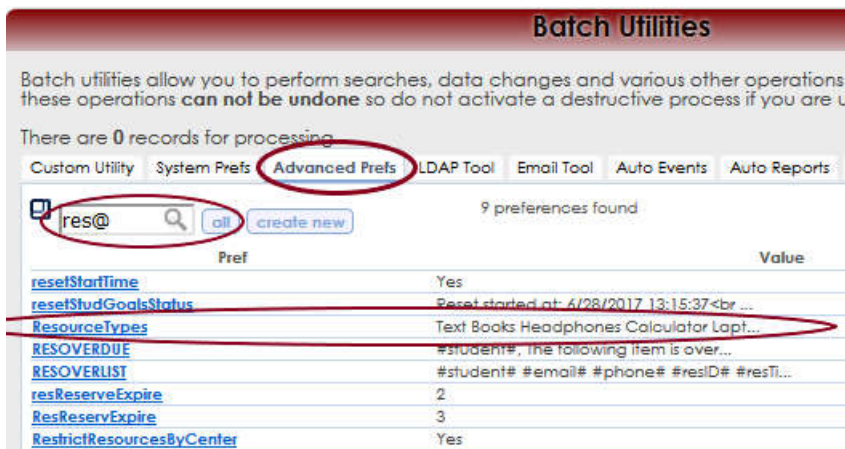 Batch Utilities
Batch utilities allow you to perform searches, data changes and various other operations
these operations can not be undone so do not activate a destructive process if you are u
There are 0 records for processing
Custom Utility System Prefs Advanced Prefs LDAP Tool Email Tool Auto Events Auto Reports
res@ all create new 9 preferences found
Pref Value
resetStartTime Yes
resetStudGoalsStatus Reset started at: 6/28/2017 13:15:37<br ...
ResourceTypes Text Books Headphones Calculator Lapt...
RESOVERDUE #student#, The following item is over...
RESOVERLIST #student# #email# #phone# #resID# #resTi...
resReserveExpire 2
ResReservExpire 3
RestrictResourcesByCenter Yes